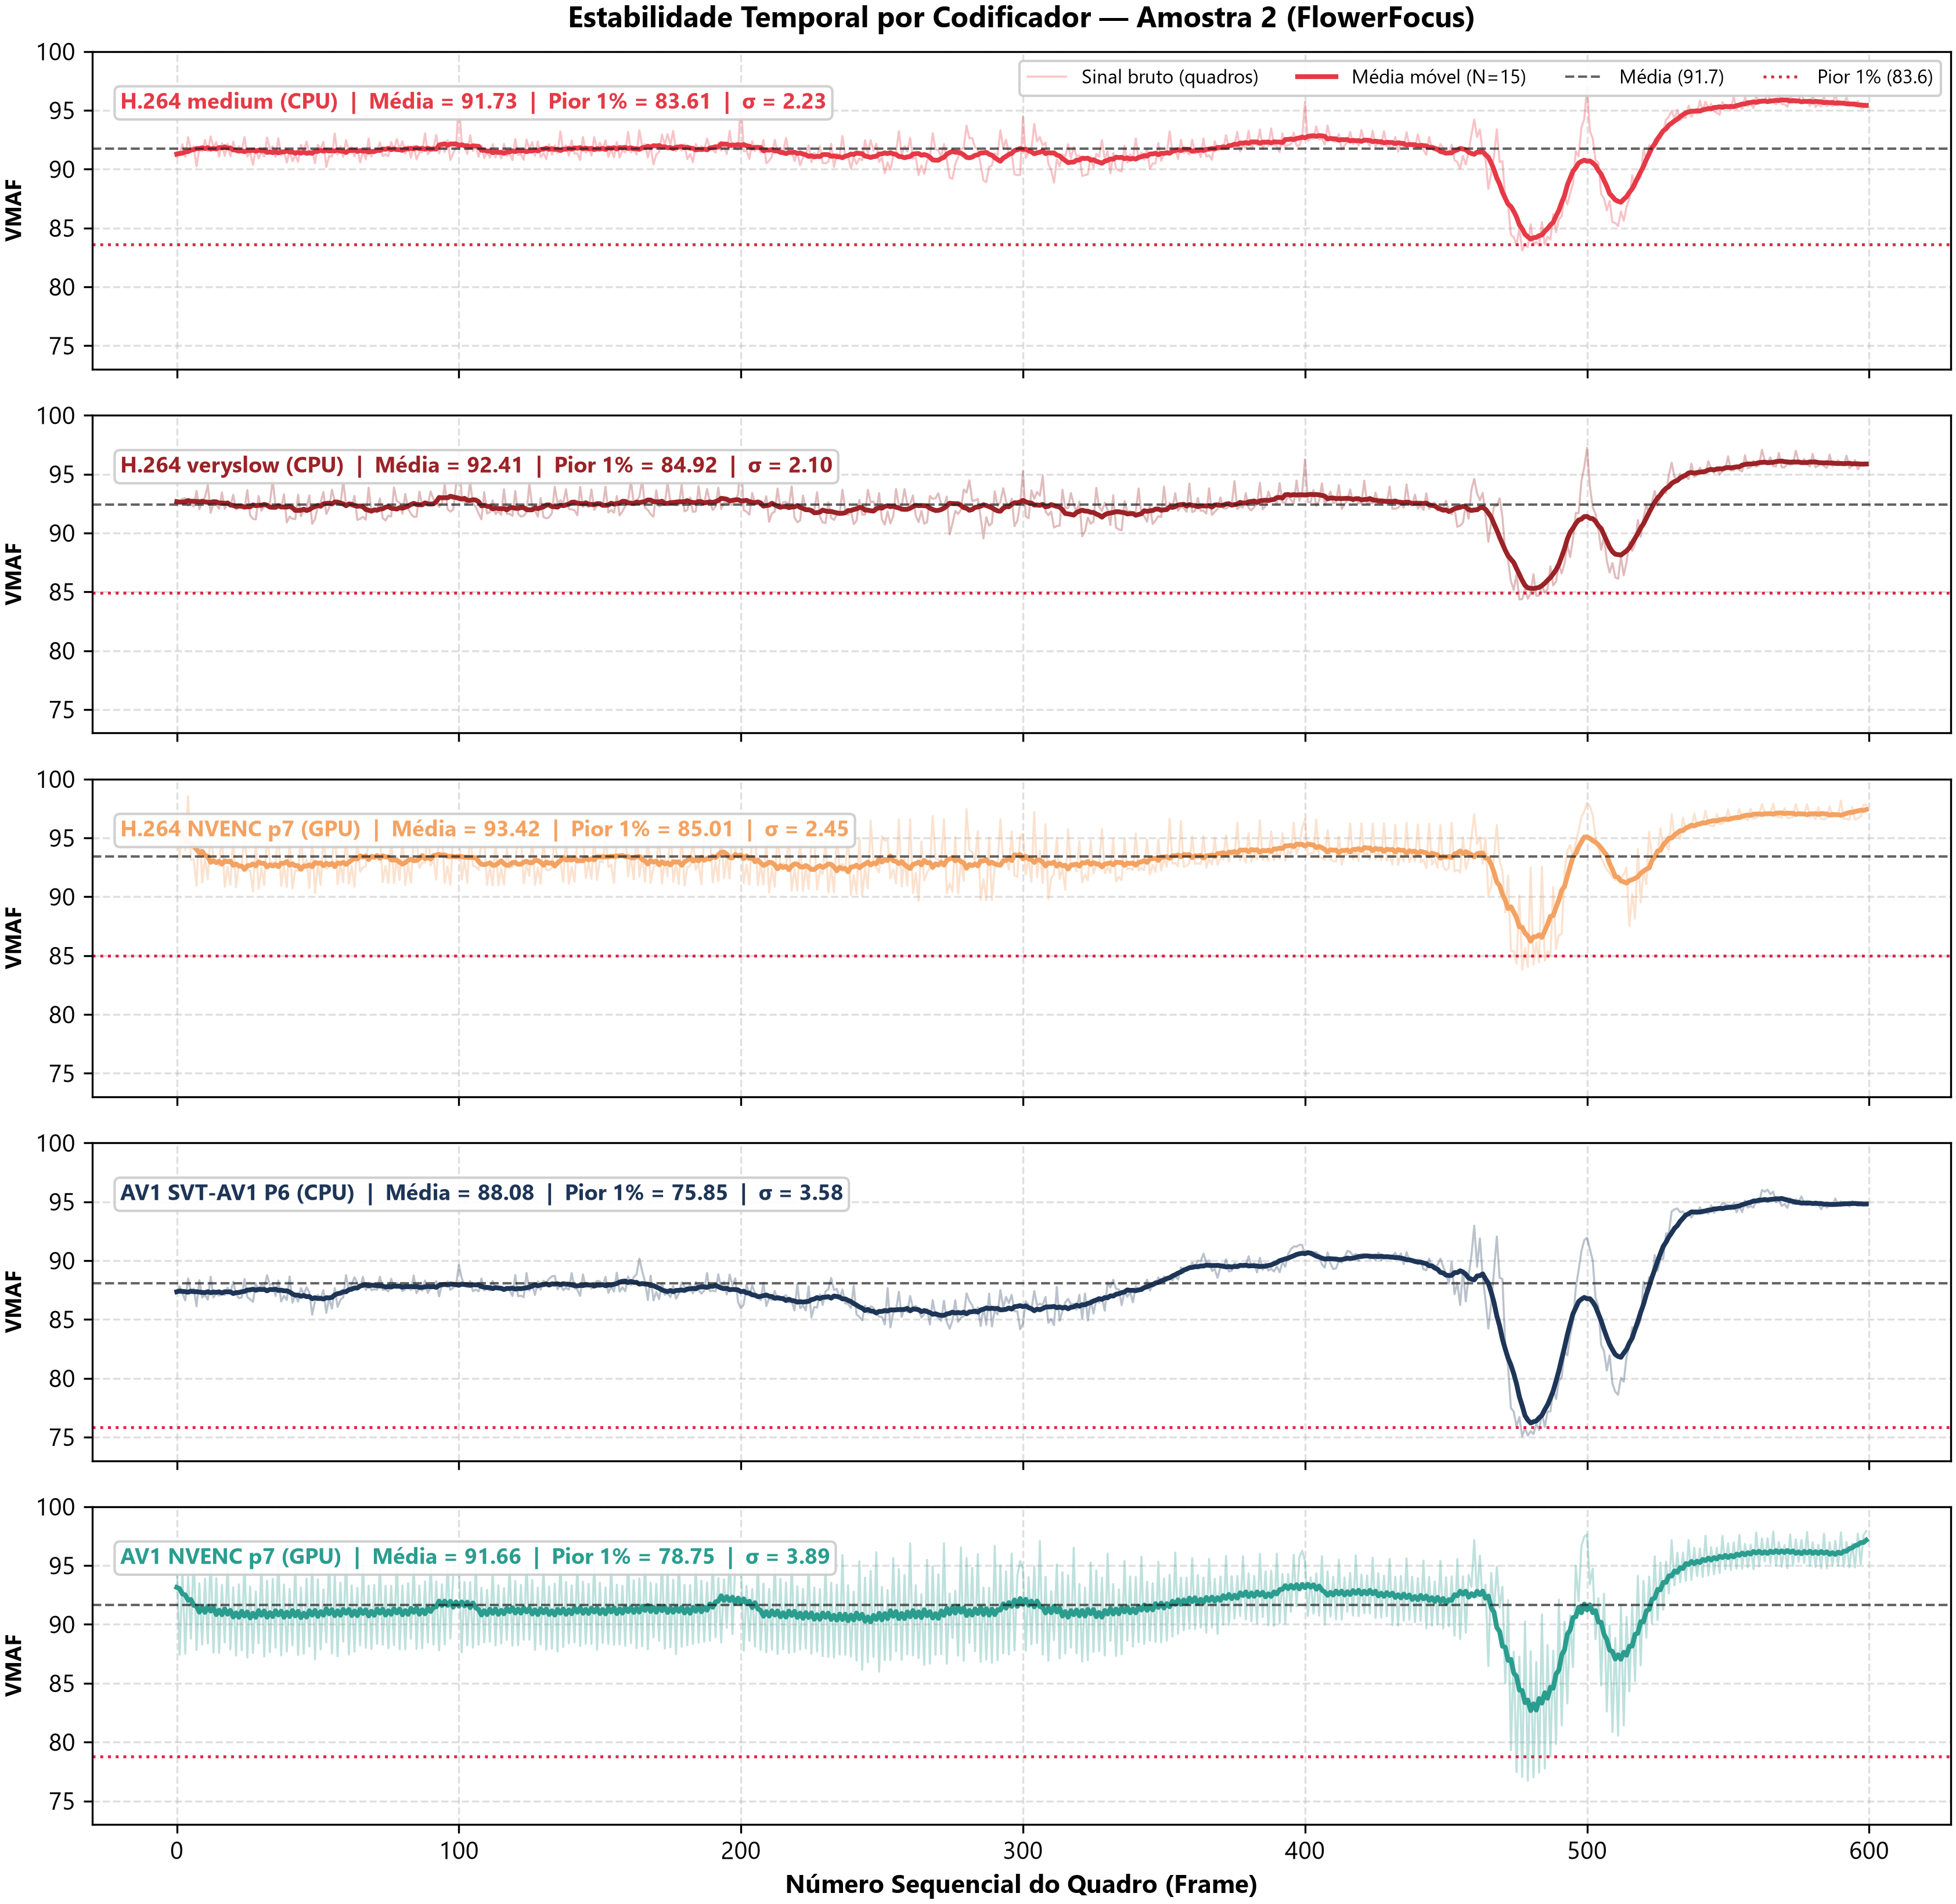 Estabilidade Temporal por Codificador — Amostra 2 (FlowerFocus)
Sinal bruto (quadros) Média móvel (N=15) Média (91.7) Pior 1% (83.6)
H.264 medium (CPU) | Média = 91.73 | Pior 1% = 83.61 | σ = 2.23
VMAF
100
95
90
85
80
75
H.264 veryslow (CPU) | Média = 92.41 | Pior 1% = 84.92 | σ = 2.10
VMAF
100
95
90
85
80
75
H.264 NVENC p7 (GPU) | Média = 93.42 | Pior 1% = 85.01 | σ = 2.45
VMAF
100
95
90
85
80
75
AV1 SVT-AV1 P6 (CPU) | Média = 88.08 | Pior 1% = 75.85 | σ = 3.58
VMAF
100
95
90
85
80
75
AV1 NVENC p7 (GPU) | Média = 91.66 | Pior 1% = 78.75 | σ = 3.89
VMAF
100
95
90
85
80
75
0 100 200 300 400 500 600
Número Sequencial do Quadro (Frame)